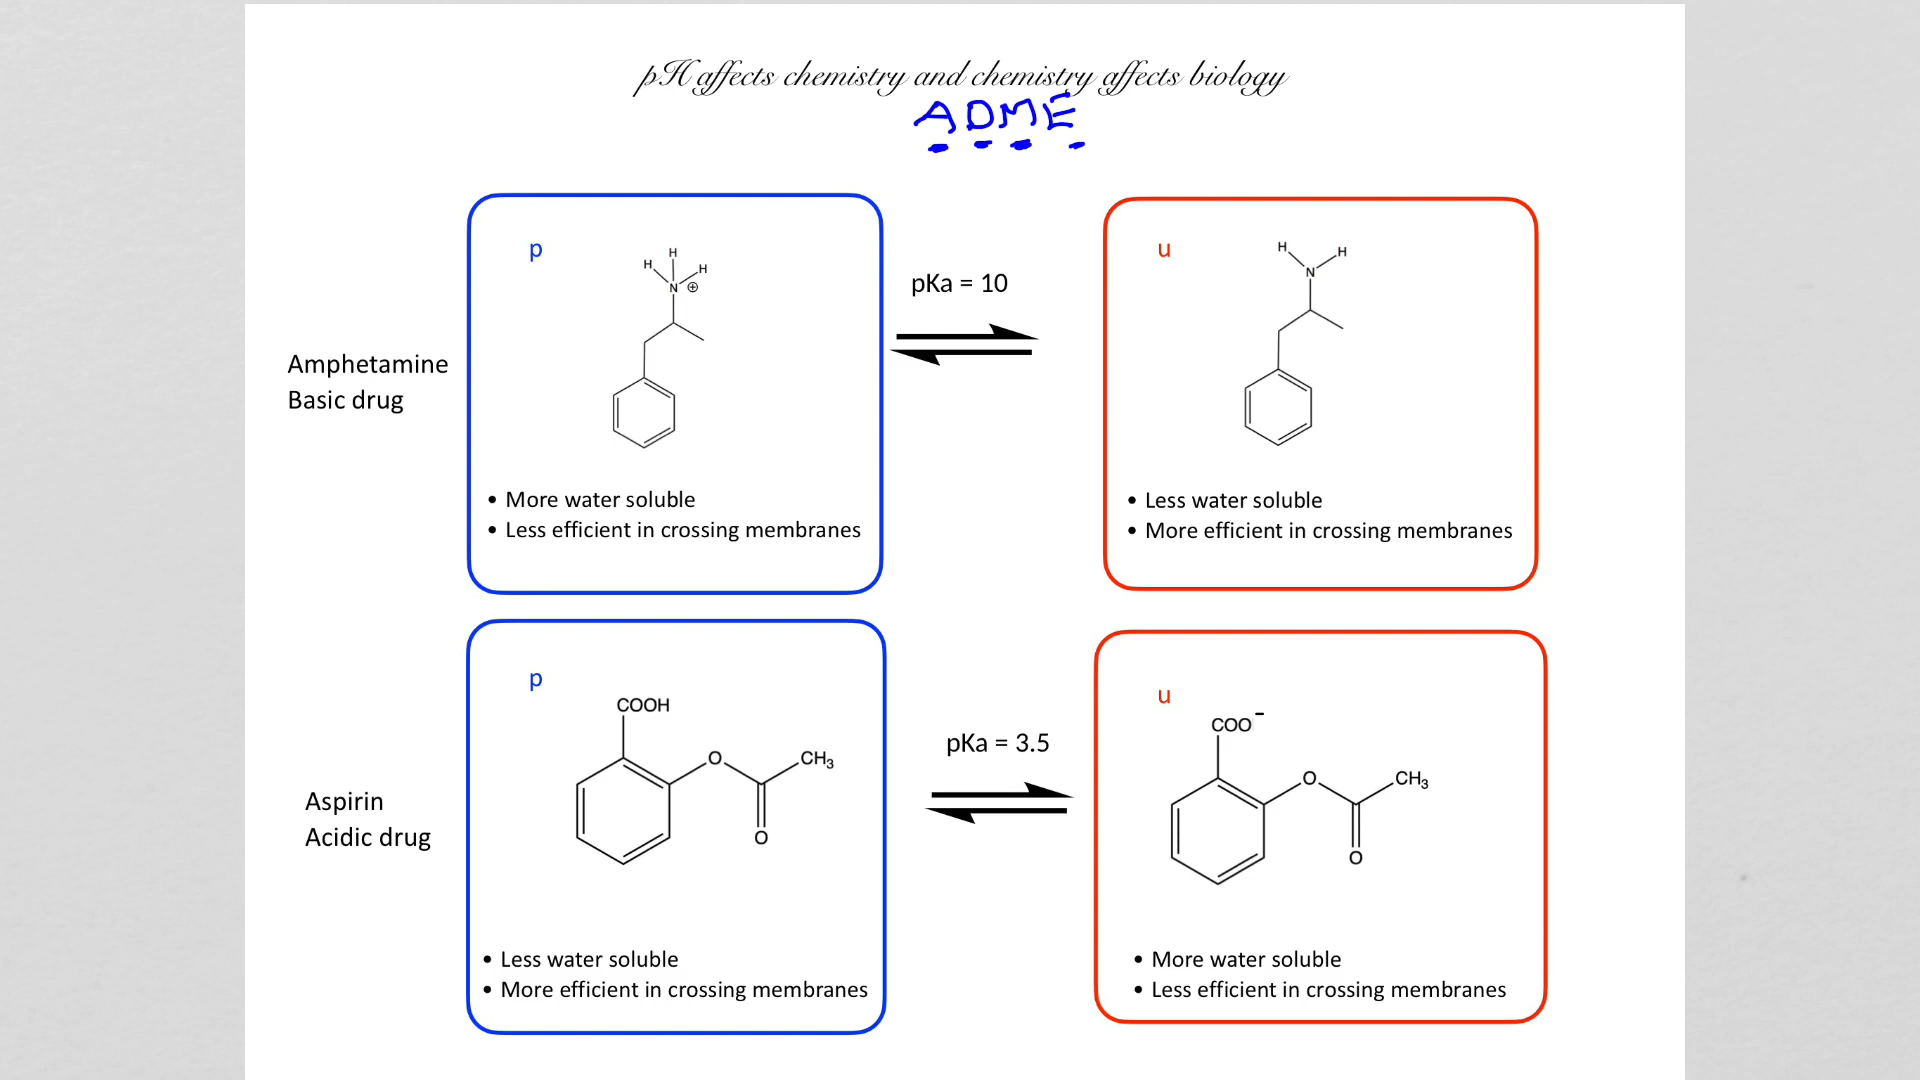 pH affects chemistry and chemistry affects biology
ADME
p
H
H
H
N ⊕
pKa = 10
u
H
H
N
Amphetamine
Basic drug
• More water soluble
• Less efficient in crossing membranes
• Less water soluble
• More efficient in crossing membranes
p
COOH
O
CH₃
O
pKa = 3.5
u
COO⁻
O
CH₃
O
Aspirin
Acidic drug
• Less water soluble
• More efficient in crossing membranes
• More water soluble
• Less efficient in crossing membranes